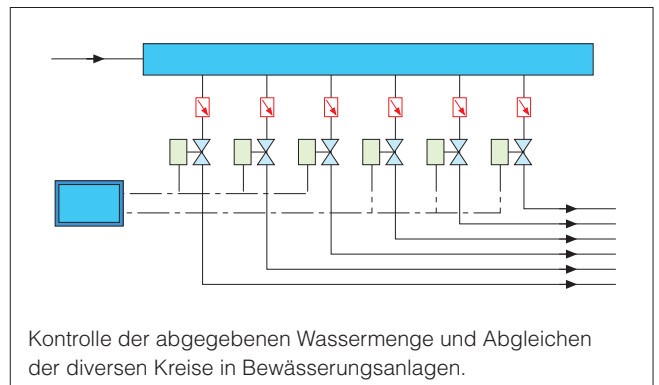 Kontrolle der abgegebenen Wassermenge und Abgleichen
der diversen Kreise in Bewässerungsanlagen.